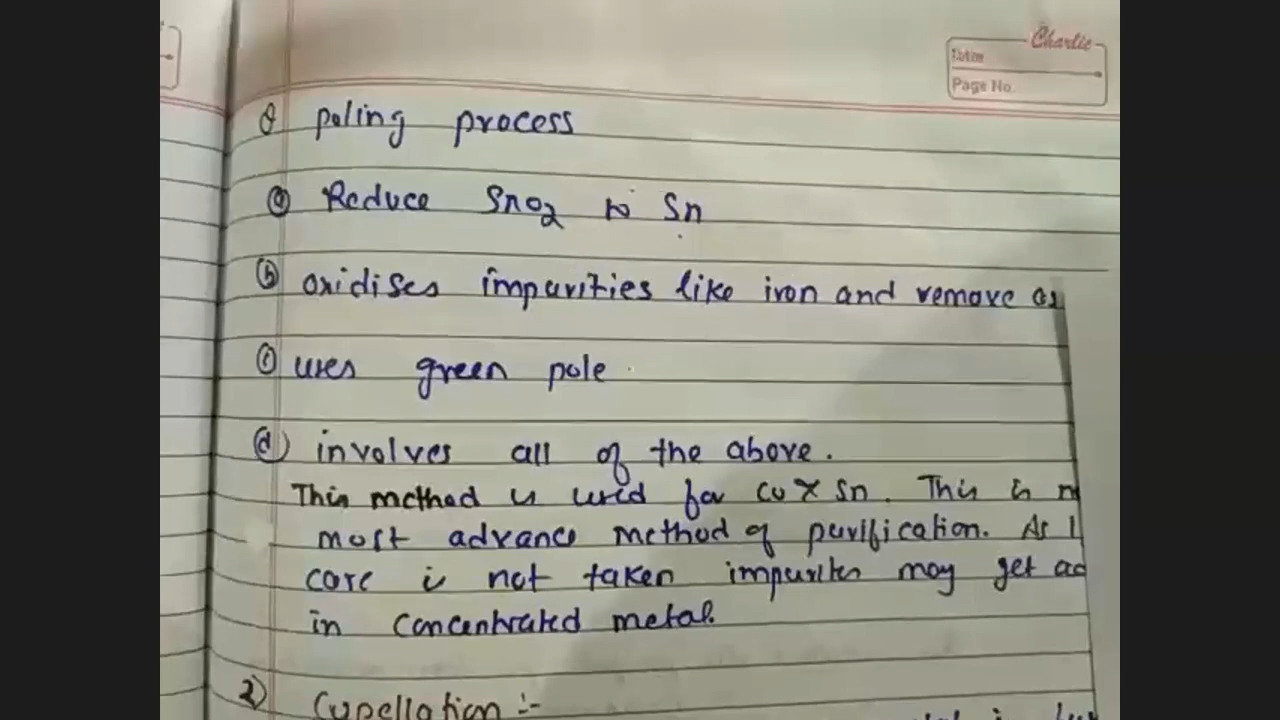 Charlie
Page No.
Q poling process
(a) Reduce SnO2 to Sn
(b) oxidises impurities like iron and remove as
(c) uses green pole
(d) involves all of the above.
This method is used for Cu & Sn. This is
most advance method of purification. As
care is not taken impurites may get ad
in concentrated metal.
2) Cupellation :-